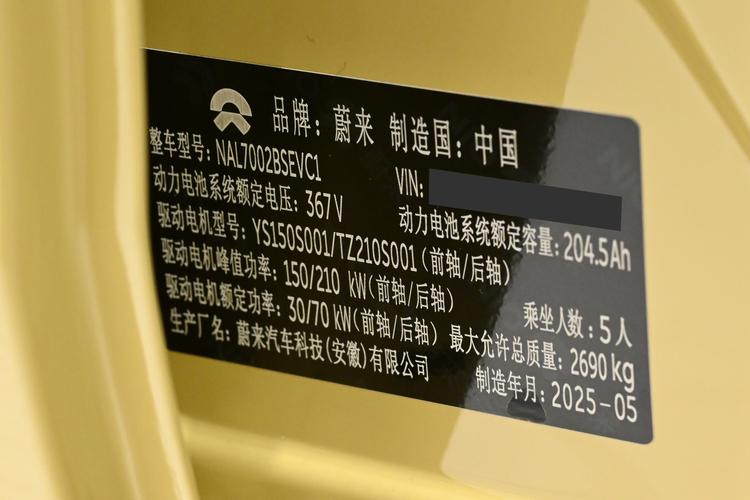 品牌：蔚来 制造国：中国
整车型号：NAL7002BSEVC1 VIN:
动力电池系统额定电压：367V 动力电池系统额定容量：204.5Ah
驱动电机型号：YS150S001/TZ210S001（前轴/后轴）
驱动电机峰值功率：150/210 kW（前轴/后轴） 乘坐人数：5人
驱动电机额定功率：30/70 kW（前轴/后轴） 最大允许总质量：2690kg
生产厂名：蔚来汽车科技（安徽）有限公司 制造年月：2025-05